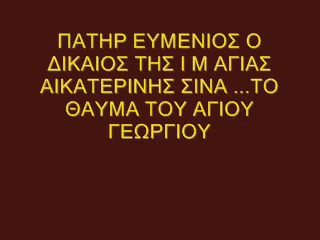 ΠΑΤΗΡ ΕΥΜΕΝΙΟΣ Ο
ΔΙΚΑΙΟΣ ΤΗΣ Ι Μ ΑΓΙΑΣ
ΑΙΚΑΤΕΡΙΝΗΣ ΣΙΝΑ ...ΤΟ
ΘΑΥΜΑ ΤΟΥ ΑΓΙΟΥ
ΓΕΩΡΓΙΟΥ